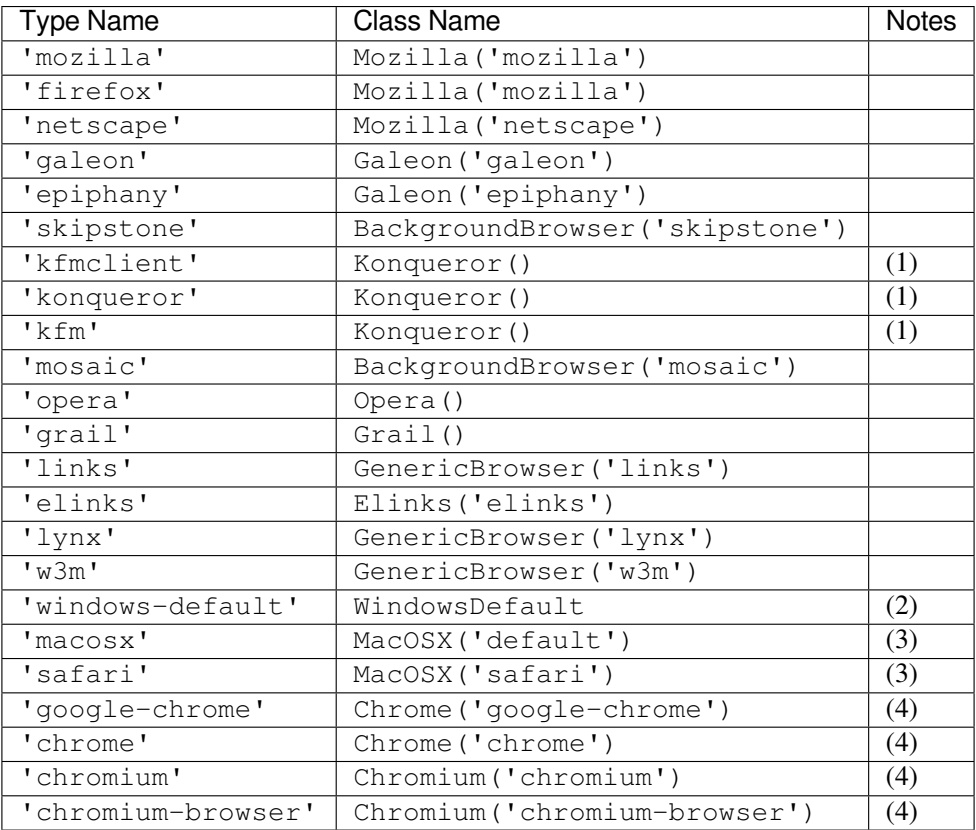 Type Name Class Name Notes
'mozilla' Mozilla('mozilla')
'firefox' Mozilla('mozilla')
'netscape' Mozilla('netscape')
'galeon' Galeon('galeon')
'epiphany' Galeon('epiphany')
'skipstone' BackgroundBrowser('skipstone')
'kfmclient' Konqueror() (1)
'konqueror' Konqueror() (1)
'kfm' Konqueror() (1)
'mosaic' BackgroundBrowser('mosaic')
'opera' Opera()
'grail' Grail()
'links' GenericBrowser('links')
'elinks' Elinks('elinks')
'lynx' GenericBrowser('lynx')
'w3m' GenericBrowser('w3m')
'windows-default' WindowsDefault (2)
'macosx' MacOSX('default') (3)
'safari' MacOSX('safari') (3)
'google-chrome' Chrome('google-chrome') (4)
'chrome' Chrome('chrome') (4)
'chromium' Chromium('chromium') (4)
'chromium-browser' Chromium('chromium-browser') (4)